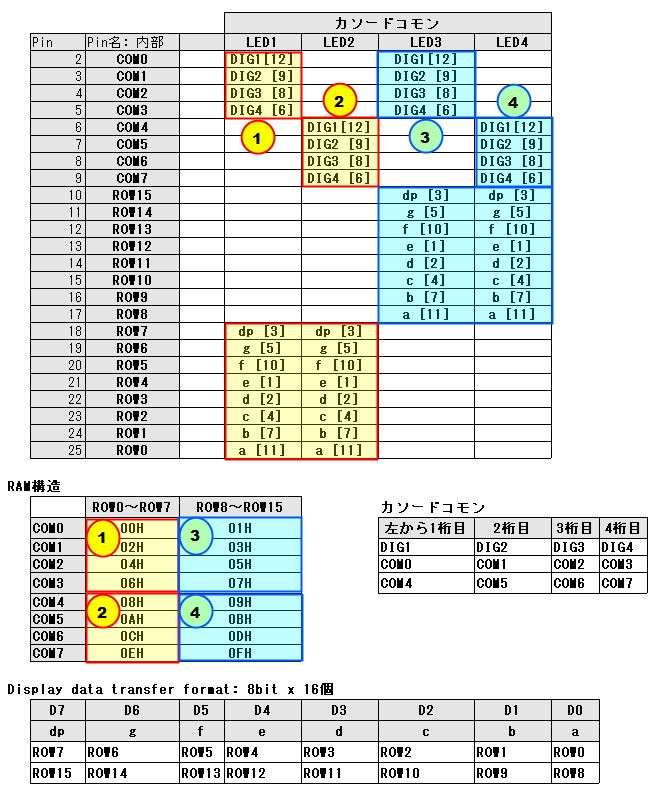 カソードコモン
Pin Pin名: 内部 LED1 LED2 LED3 LED4
2 COM0 DIG1[12] DIG1[12]
3 COM1 DIG2 [9] DIG2 [9]
4 COM2 DIG3 [8] 2 DIG3 [8] 4
5 COM3 DIG4 [6] DIG4 [6]
6 COM4 1 DIG1[12] 3 DIG1[12]
7 COM5 DIG2 [9] DIG2 [9]
8 COM6 DIG3 [8] DIG3 [8]
9 COM7 DIG4 [6] DIG4 [6]
10 ROW15 dp [3] dp [3]
11 ROW14 g [5] g [5]
12 ROW13 f [10] f [10]
13 ROW12 e [1] e [1]
14 ROW11 d [2] d [2]
15 ROW10 c [4] c [4]
16 ROW9 b [7] b [7]
17 ROW8 a [11] a [11]
18 ROW7 dp [3] dp [3]
19 ROW6 g [5] g [5]
20 ROW5 f [10] f [10]
21 ROW4 e [1] e [1]
22 ROW3 d [2] d [2]
23 ROW2 c [4] c [4]
24 ROW1 b [7] b [7]
25 ROW0 a [11] a [11]
RAM構造
ROW0～ROW7 ROW8～ROW15
COM0 1 00H 3 01H
COM1 02H 03H
COM2 04H 05H
COM3 06H 07H
COM4 2 08H 4 09H
COM5 0AH 0BH
COM6 0CH 0DH
COM7 0EH 0FH
カソードコモン
左から1桁目 2桁目 3桁目 4桁目
DIG1 DIG2 DIG3 DIG4
COM0 COM1 COM2 COM3
COM4 COM5 COM6 COM7
Display data transfer format: 8bit x 16個
D7 D6 D5 D4 D3 D2 D1 D0
dp g f e d c b a
ROW7 ROW6 ROW5 ROW4 ROW3 ROW2 ROW1 ROW0
ROW15 ROW14 ROW13 ROW12 ROW11 ROW10 ROW9 ROW8